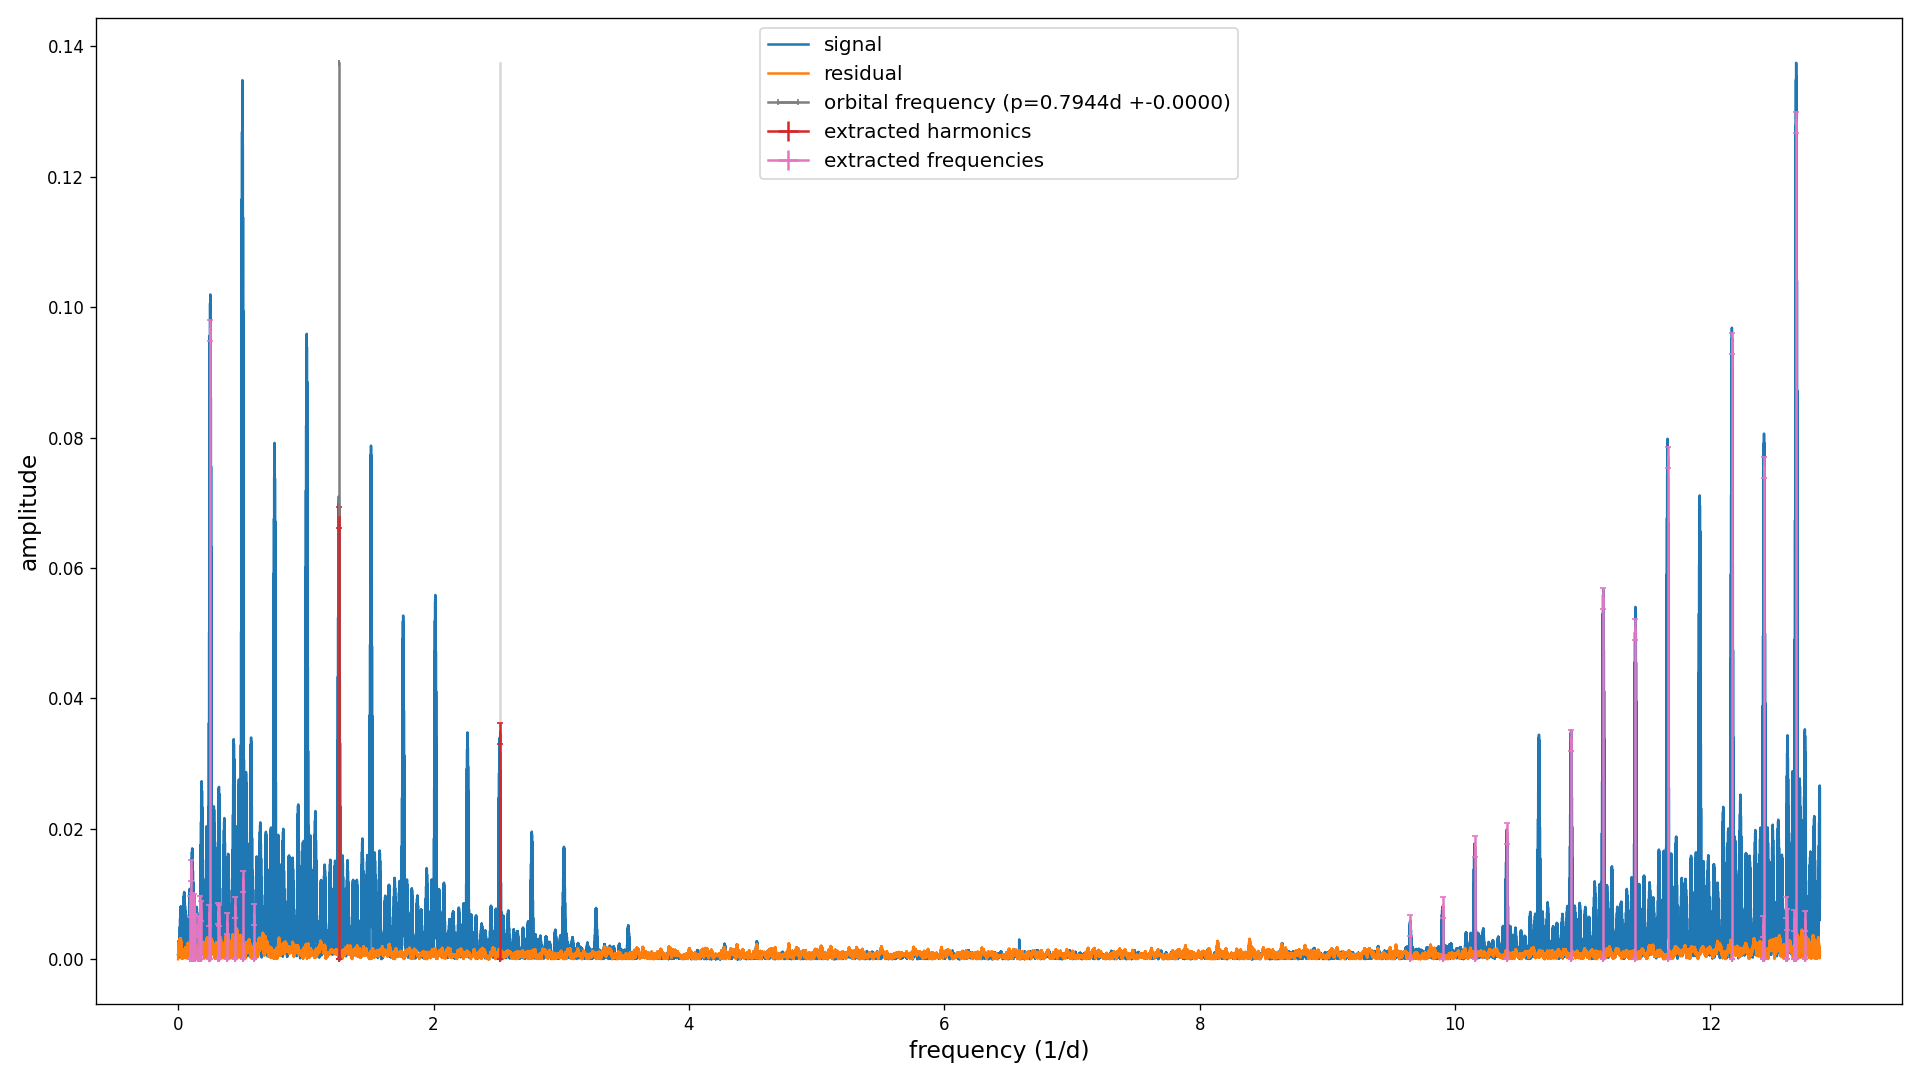 signal
residual
orbital frequency (p=0.7944d +-0.0000)
extracted harmonics
extracted frequencies
0.14
0.12
0.10
0.08
0.06
0.04
0.02
0.00
amplitude
0 2 4 6 8 10 12
frequency (1/d)